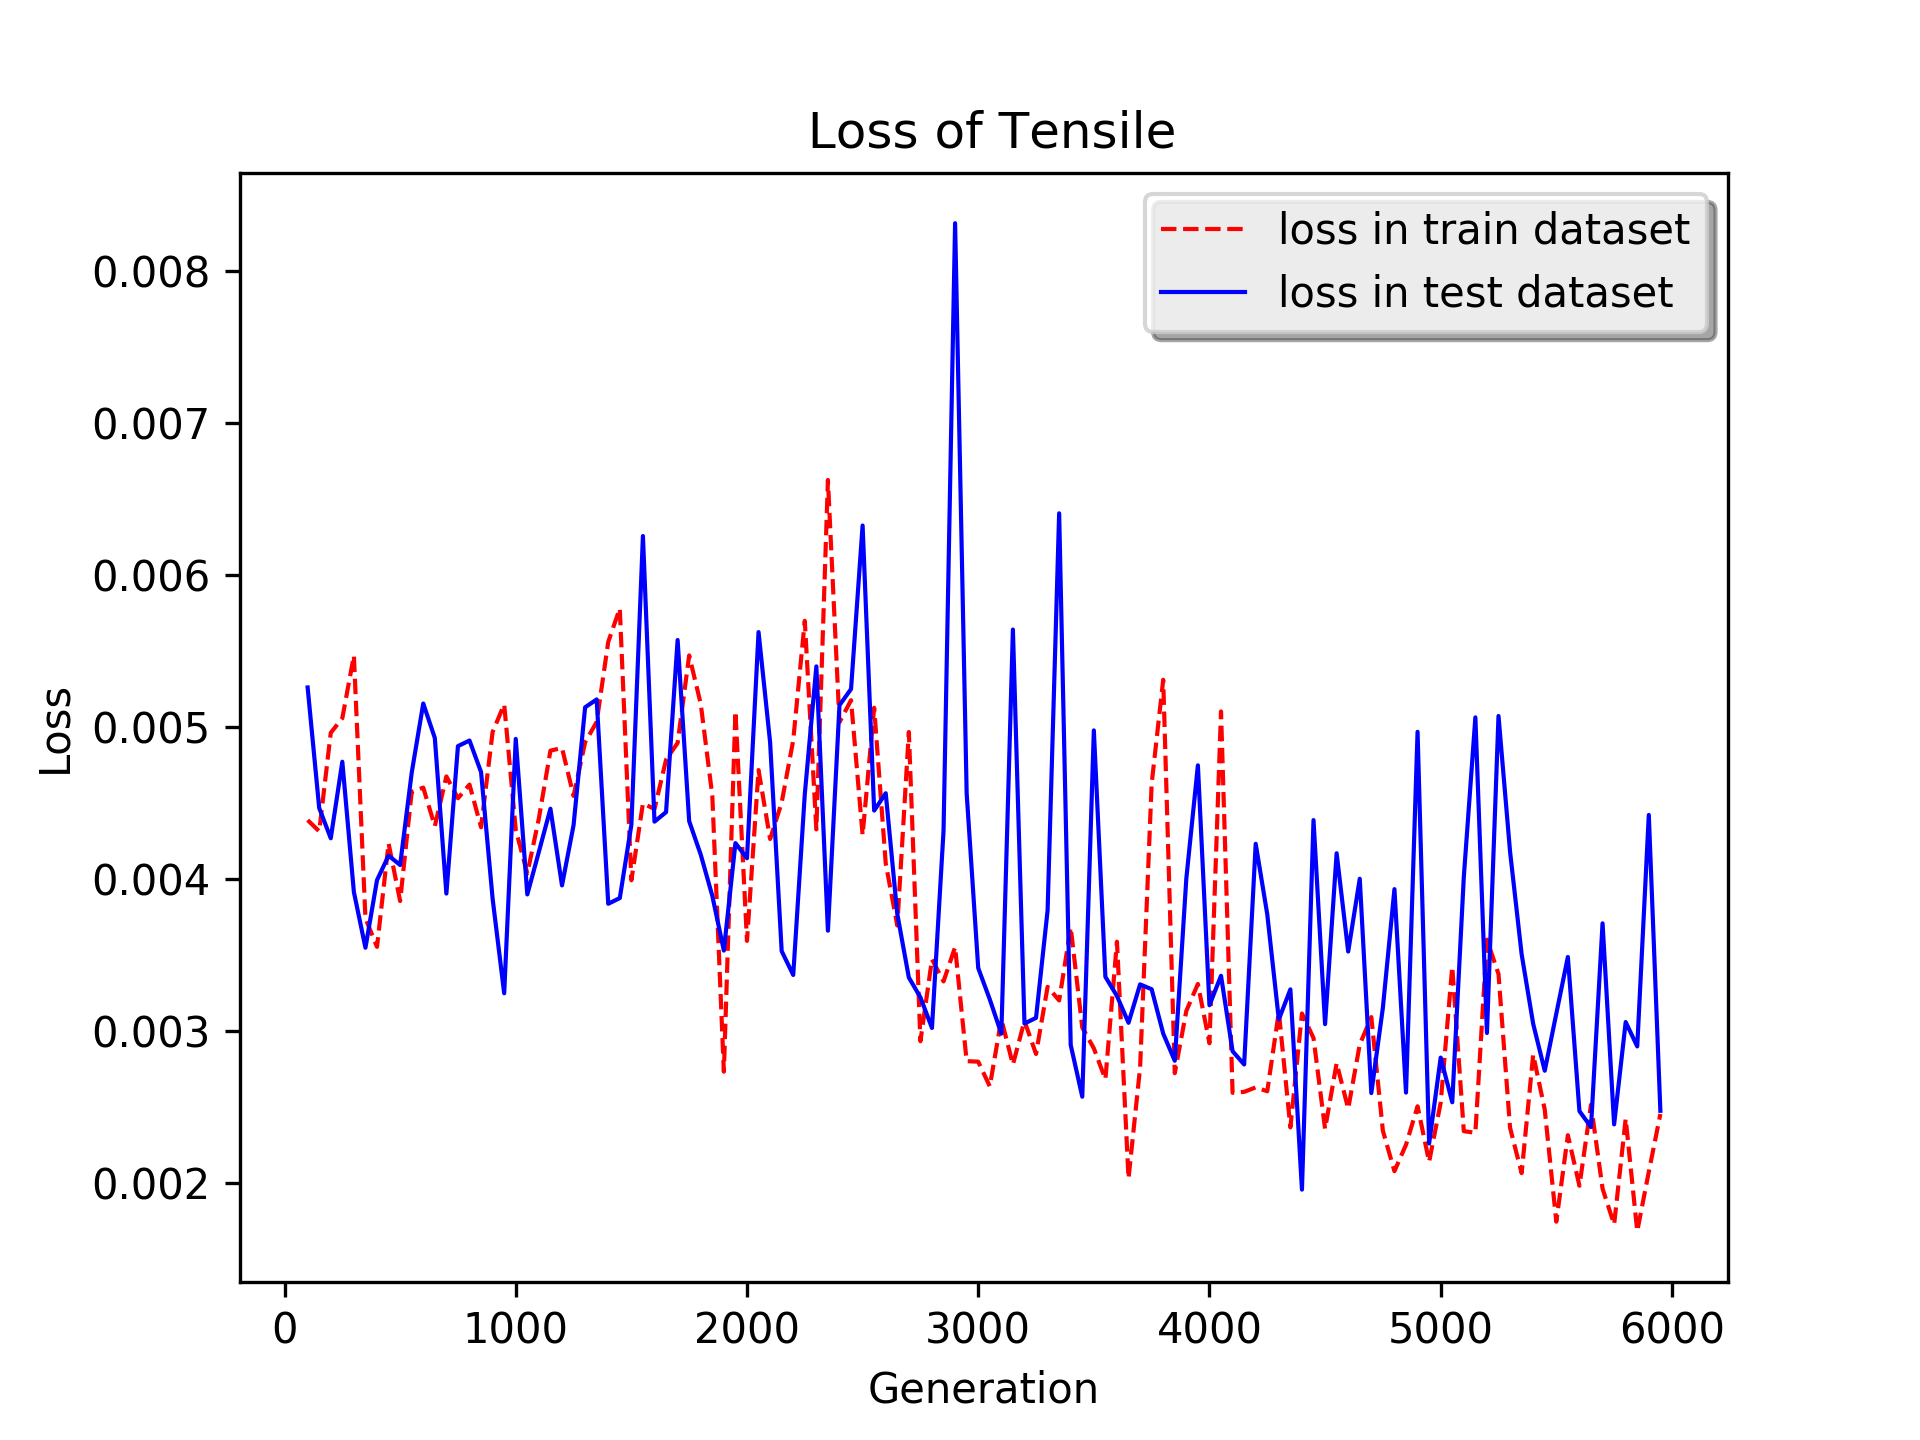 Loss of Tensile
loss in train dataset
loss in test dataset
0.008
0.007
0.006
0.005
0.004
0.003
0.002
Loss
0 1000 2000 3000 4000 5000 6000
Generation